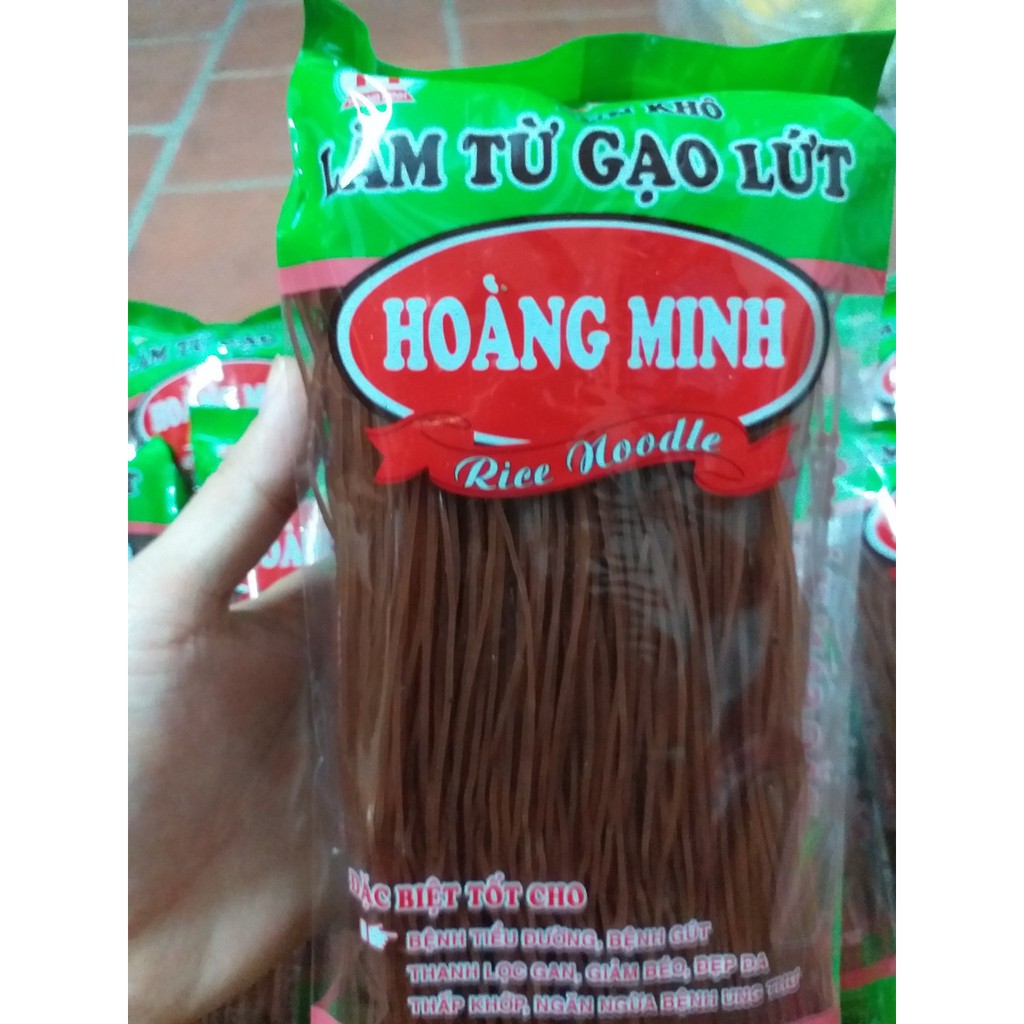 KHÔ
LÀM TỪ GẠO LỨT
HOÀNG MINH
Rice Noodle
ĐẶC BIỆT TỐT CHO
BỆNH TIỂU ĐƯỜNG, BỆNH GÚT
THANH LỌC GAN, GIẢM BÉO, ĐẸP DA
THẤP KHỚP, NGĂN NGỪA BỆNH UNG THƯ